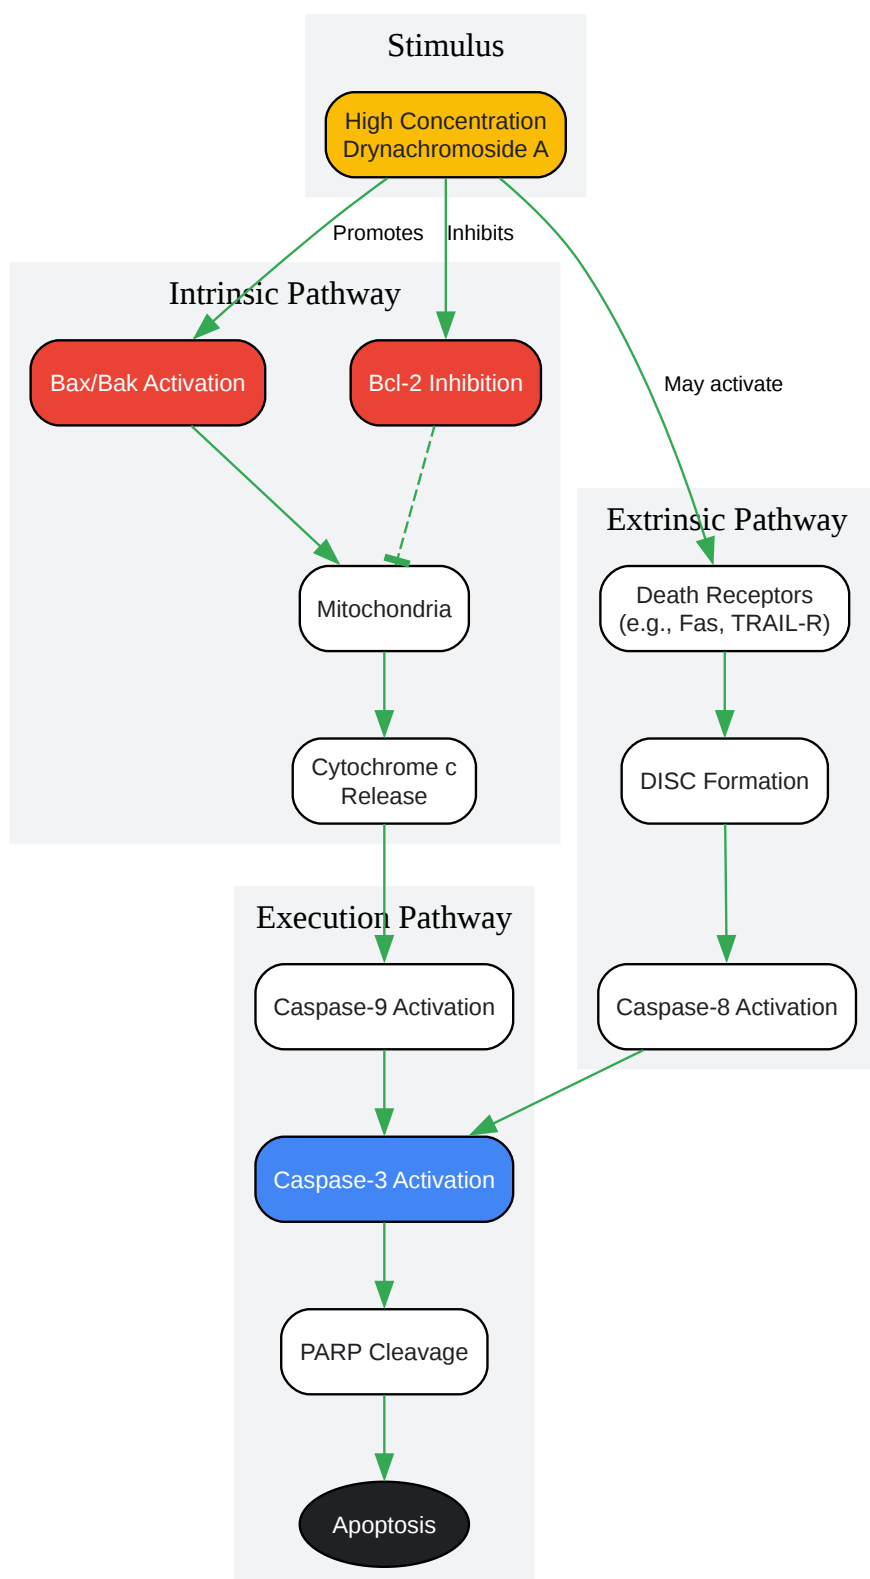 Stimulus
High Concentration
Drynachromoside A
Promotes
Inhibits
Intrinsic Pathway
Bax/Bak Activation
Bcl-2 Inhibition
May activate
Extrinsic Pathway
Mitochondria
Death Receptors
(e.g., Fas, TRAIL-R)
Cytochrome c
Release
DISC Formation
Execution Pathway
Caspase-9 Activation
Caspase-8 Activation
Caspase-3 Activation
PARP Cleavage
Apoptosis